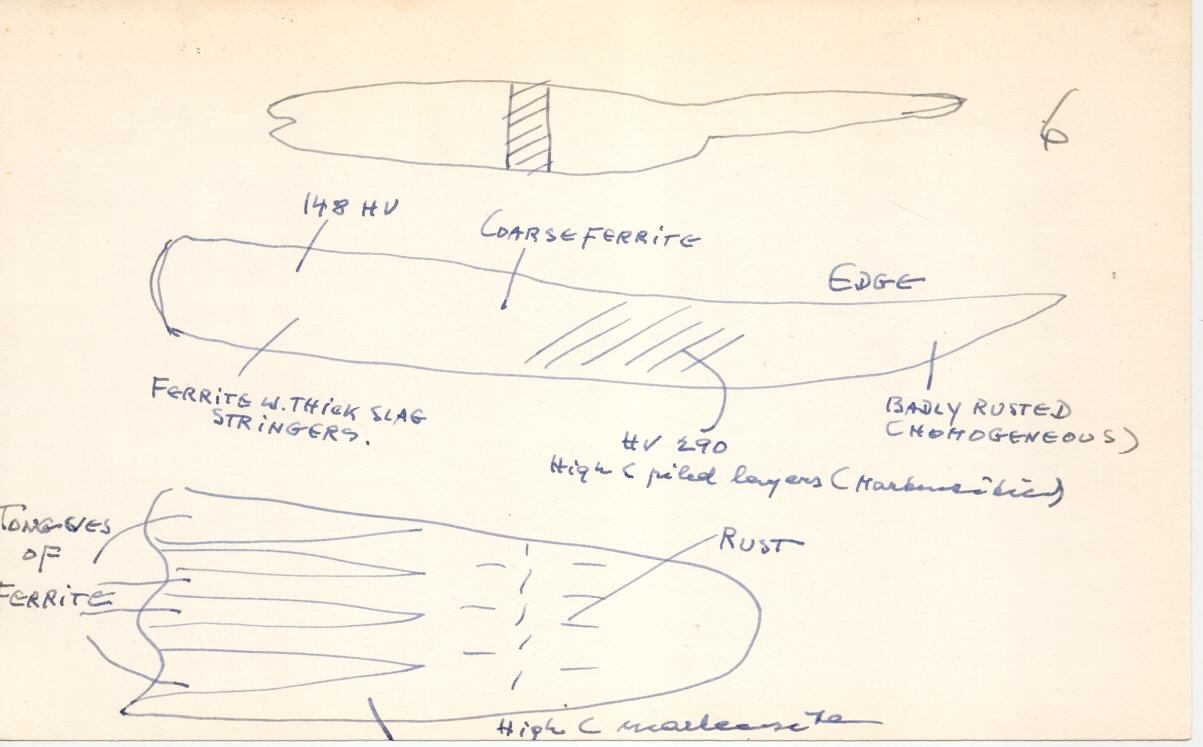 6
148 HV
COARSE FERRITE
EDGE
FERRITE W. THICK SLAG
STRINGERS.
BADLY RUSTED
(HOMOGENEOUS)
HV 290
High C piled layers (Martensitic)
TONGUES
OF
FERRITE
RUST
High C martensite